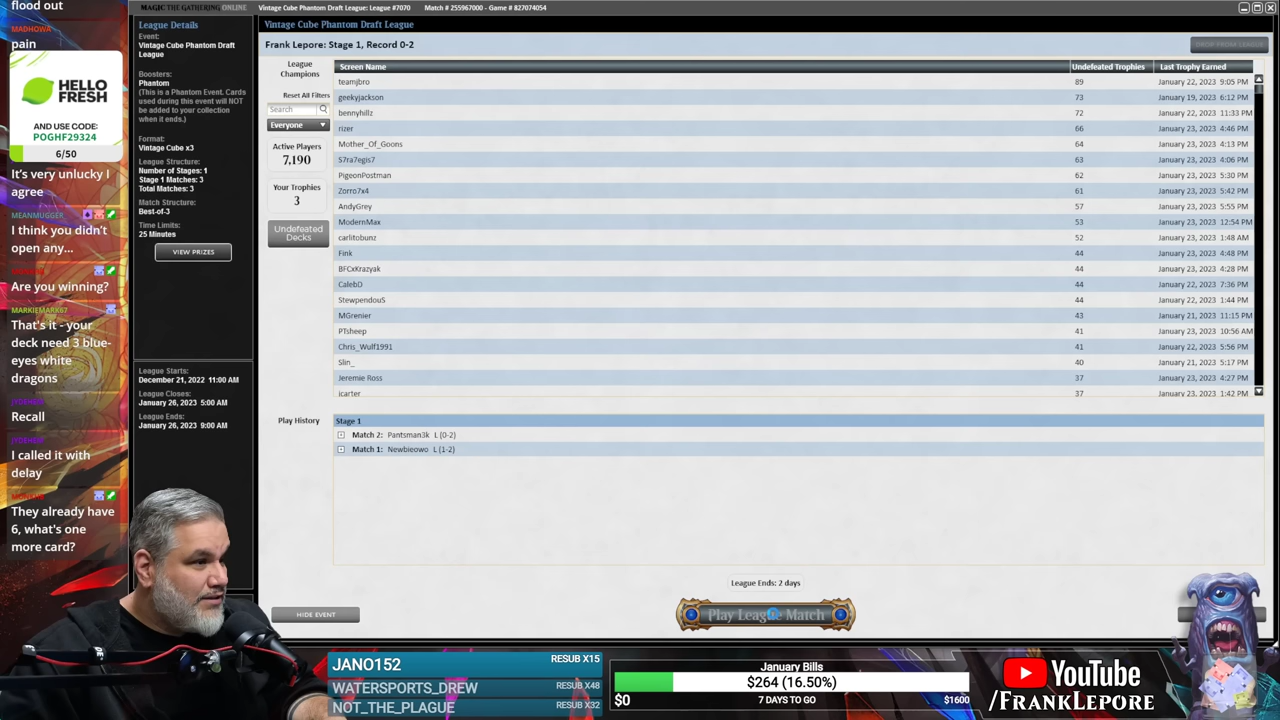 MAGIC THE GATHERING ONLINE
Vintage Cube Phantom Draft League: League #7070
Match # 255967000 - Game # 827074054
flood out
MADHOWA
pain
HELLO
FRESH
AND USE CODE:
POGHF29324
6/50
It's very unlucky I
agree
MEANMUGGER
I think you didn't
open any...
Are you winning?
MARKIEMARK67
That's it - your
deck need 3 blue-
eyes white
dragons
Recall
I called it with
delay
They already have
6, what's one
more card?
League Details
Event:
Vintage Cube Phantom Draft
League
Boosters:
Phantom
(This is a Phantom Event. Cards
used during this event will NOT
be added to your collection
when it ends.)
Format:
Vintage Cube x3
League Structure:
Number of Stages: 1
Stage 1 Matches: 3
Total Matches: 3
Match Structure:
Best-of-3
Time Limits:
25 Minutes
VIEW PRIZES
League Starts:
December 21, 2022 11:00 AM
League Closes:
January 26, 2023 5:00 AM
League Ends:
January 26, 2023 9:00 AM
Vintage Cube Phantom Draft League
Frank Lepore: Stage 1, Record 0-2
DROP FROM LEAGUE
League
Champions
Reset All Filters
Search
Everyone
Active Players
7,190
Your Trophies
3
Undefeated
Decks
Screen Name Undefeated Trophies Last Trophy Earned
teamjbro 89 January 22, 2023 9:05 PM
geekyjackson 73 January 19, 2023 6:12 PM
bennyhillz 72 January 22, 2023 11:33 PM
rizer 66 January 23, 2023 4:46 PM
Mother_Of_Goons 64 January 23, 2023 4:13 PM
S7ra7egis7 63 January 23, 2023 4:06 PM
PigeonPostman 62 January 23, 2023 5:30 PM
Zorro7x4 61 January 23, 2023 5:42 PM
AndyGrey 57 January 23, 2023 5:55 PM
ModernMax 53 January 23, 2023 12:54 PM
carlitobunz 52 January 23, 2023 1:48 AM
Fink 44 January 23, 2023 4:48 PM
BFCxKrazyak 44 January 23, 2023 4:28 PM
CalebD 44 January 22, 2023 7:36 PM
StewpendouS 44 January 22, 2023 1:44 PM
MGrenier 43 January 21, 2023 11:15 PM
PTsheep 41 January 23, 2023 10:56 AM
Chris_Wulf1991 41 January 22, 2023 5:56 PM
Slin_ 40 January 21, 2023 5:17 PM
Jeremie Ross 37 January 23, 2023 4:27 PM
icarter 37 January 23, 2023 1:42 PM
Play History
Stage 1
Match 2: Pantsman3k L (0-2)
Match 1: Newbieowo L (1-2)
League Ends: 2 days
HIDE EVENT
Play League Match
JANO152 RESUB X15
WATERSPORTS_DREW RESUB X48
NOT_THE_PLAGUE RESUB X32
January Bills
$264 (16.50%)
$0 7 DAYS TO GO $1600
YouTube
/FRANKLEPORE